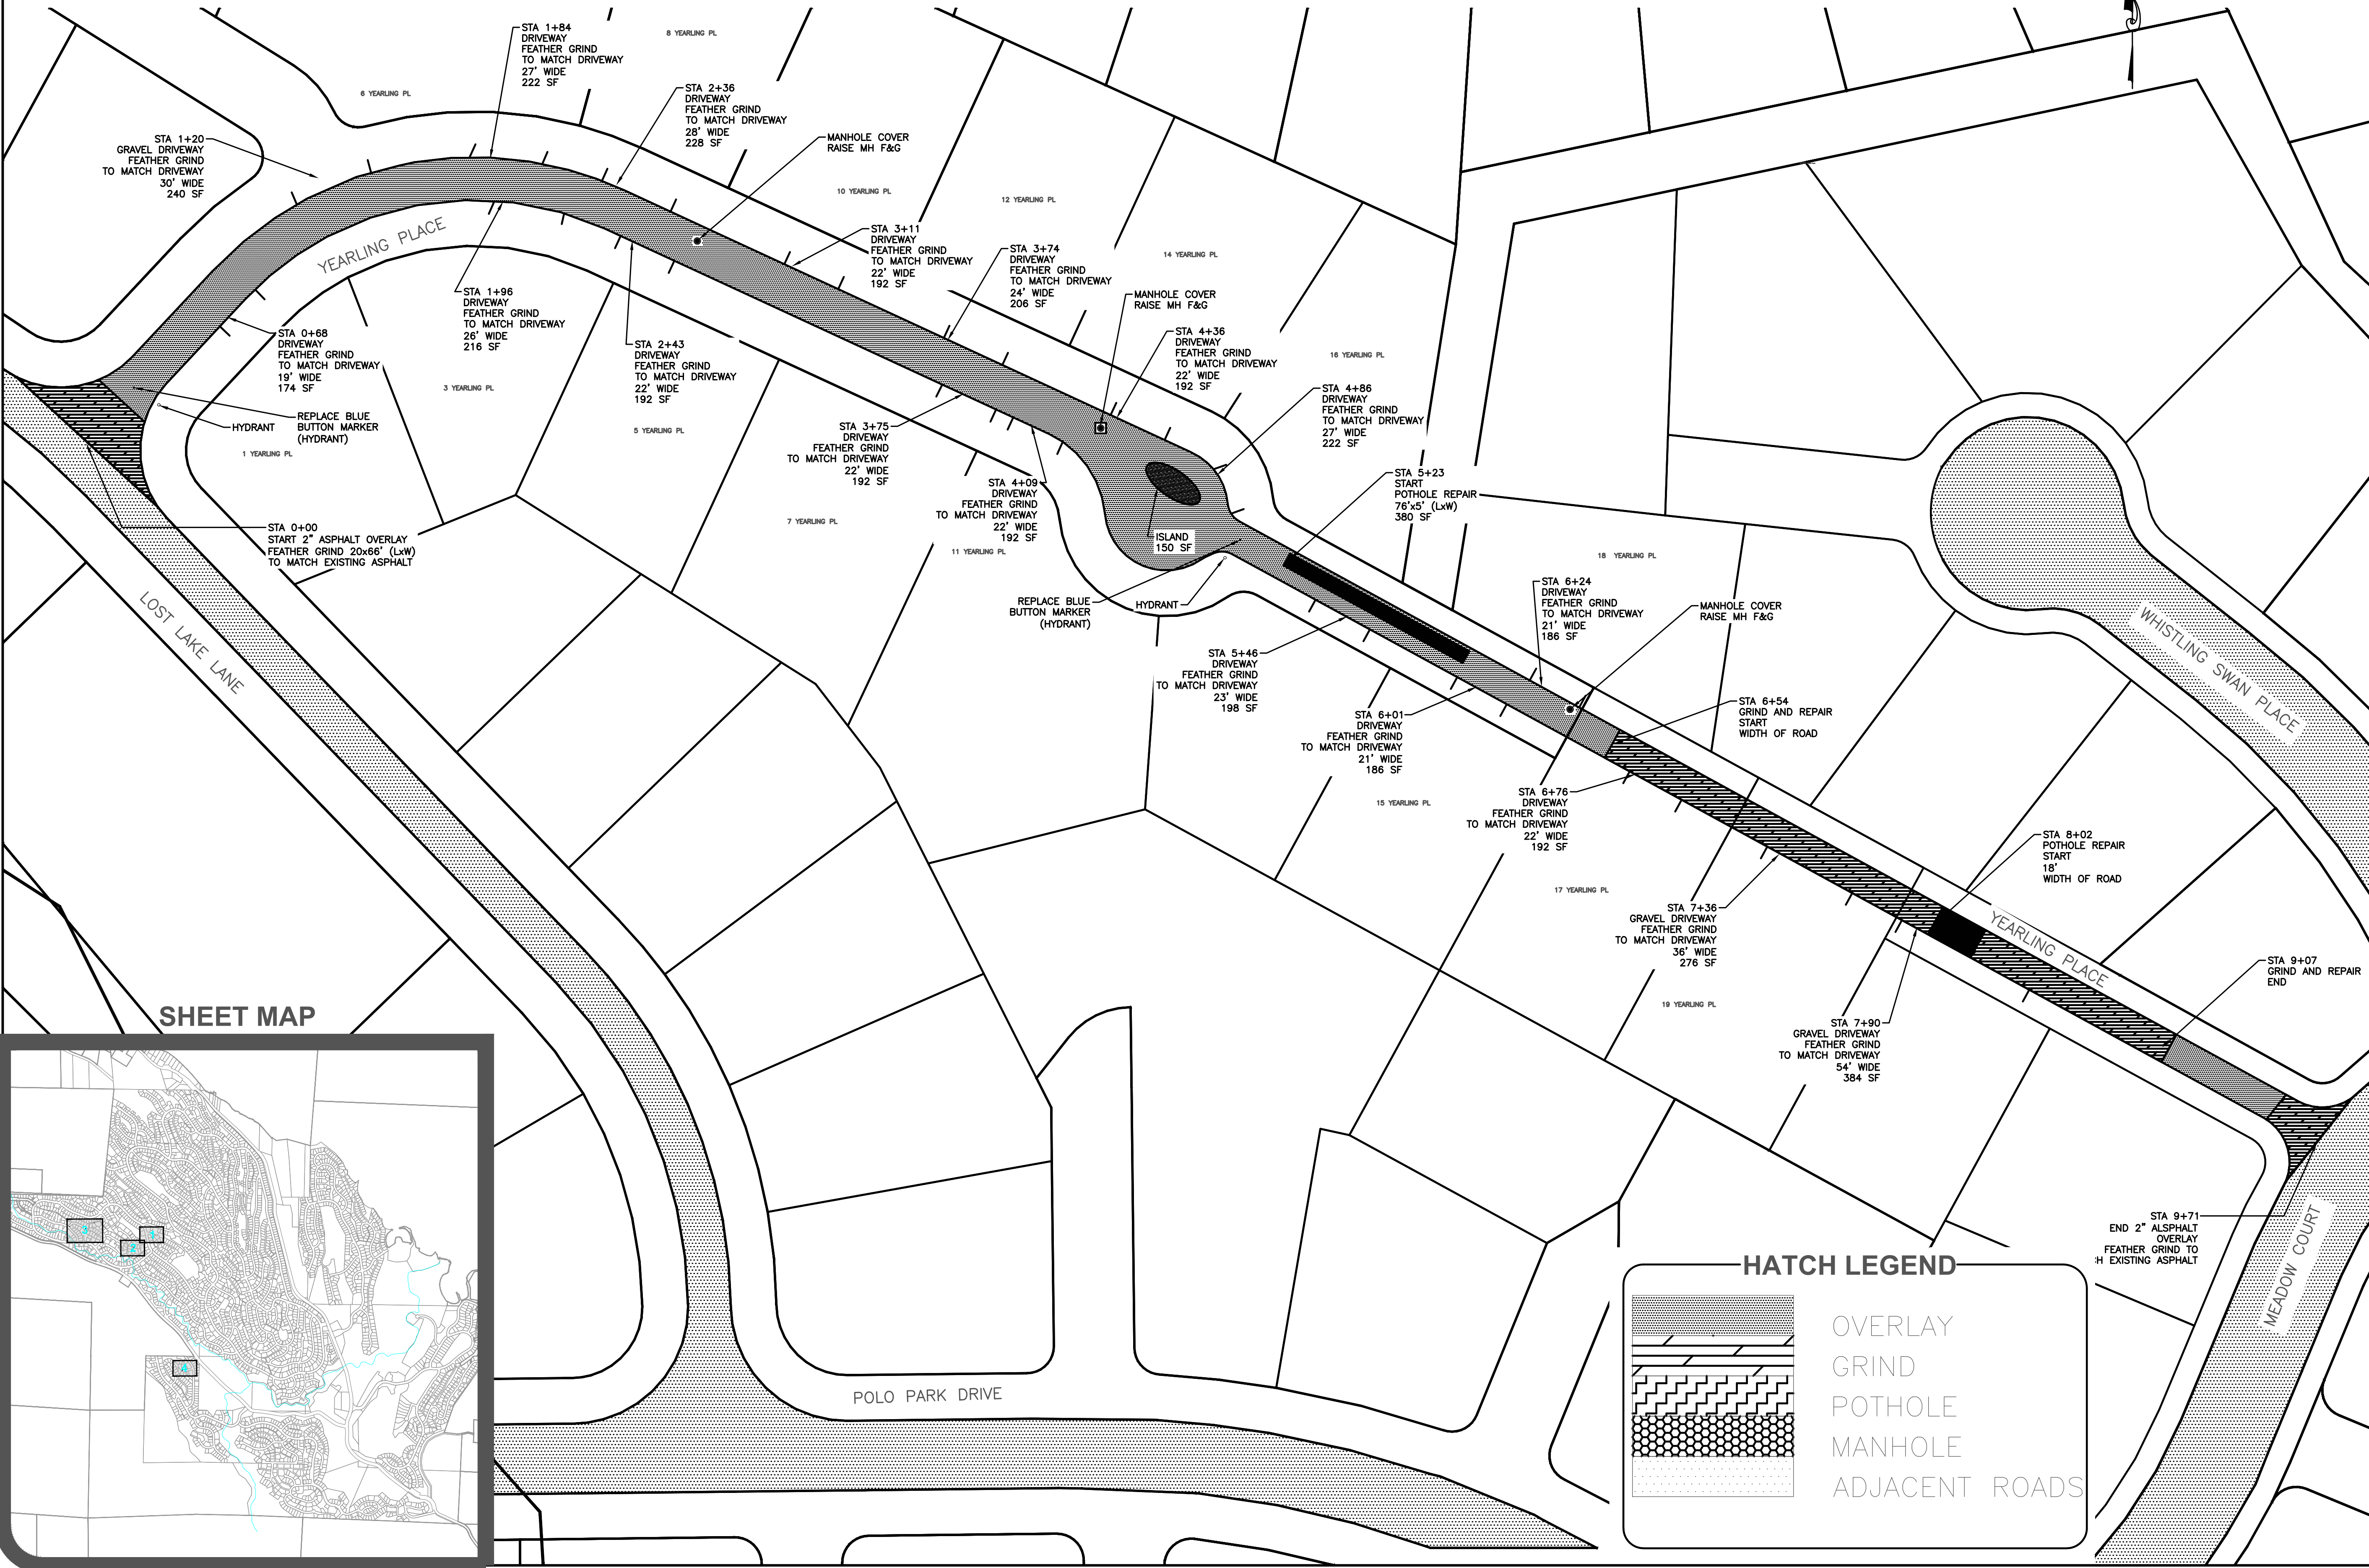 STA 1+84
DRIVEWAY
FEATHER GRIND
TO MATCH DRIVEWAY
27' WIDE
222 SF
8 YEARLING PL
6 YEARLING PL
STA 2+36
DRIVEWAY
FEATHER GRIND
TO MATCH DRIVEWAY
28' WIDE
228 SF
STA 1+20
GRAVEL DRIVEWAY
FEATHER GRIND
TO MATCH DRIVEWAY
30' WIDE
240 SF
MANHOLE COVER
RAISE MH F&G
10 YEARLING PL
12 YEARLING PL
YEARLING PLACE
STA 3+11
DRIVEWAY
FEATHER GRIND
TO MATCH DRIVEWAY
22' WIDE
192 SF
STA 3+74
DRIVEWAY
FEATHER GRIND
TO MATCH DRIVEWAY
24' WIDE
206 SF
14 YEARLING PL
MANHOLE COVER
RAISE MH F&G
STA 1+96
DRIVEWAY
FEATHER GRIND
TO MATCH DRIVEWAY
26' WIDE
216 SF
STA 0+68
DRIVEWAY
FEATHER GRIND
TO MATCH DRIVEWAY
19' WIDE
174 SF
STA 2+43
DRIVEWAY
FEATHER GRIND
TO MATCH DRIVEWAY
22' WIDE
192 SF
STA 4+36
DRIVEWAY
FEATHER GRIND
TO MATCH DRIVEWAY
22' WIDE
192 SF
16 YEARLING PL
3 YEARLING PL
STA 4+86
DRIVEWAY
FEATHER GRIND
TO MATCH DRIVEWAY
27' WIDE
222 SF
REPLACE BLUE
BUTTON MARKER
(HYDRANT)
HYDRANT
1 YEARLING PL
5 YEARLING PL
STA 3+75
DRIVEWAY
FEATHER GRIND
TO MATCH DRIVEWAY
22' WIDE
192 SF
STA 4+09
DRIVEWAY
FEATHER GRIND
TO MATCH DRIVEWAY
22' WIDE
192 SF
STA 5+23
START
POTHOLE REPAIR
76'x5' (LxW)
380 SF
7 YEARLING PL
11 YEARLING PL
ISLAND
150 SF
STA 0+00
START 2" ASPHALT OVERLAY
FEATHER GRIND 20x66' (LxW)
TO MATCH EXISTING ASPHALT
18 YEARLING PL
STA 6+24
DRIVEWAY
FEATHER GRIND
TO MATCH DRIVEWAY
21' WIDE
186 SF
REPLACE BLUE
BUTTON MARKER
(HYDRANT)
HYDRANT
MANHOLE COVER
RAISE MH F&G
LOST LAKE LANE
WHISTLING SWAN PLACE
STA 5+46
DRIVEWAY
FEATHER GRIND
TO MATCH DRIVEWAY
23' WIDE
198 SF
STA 6+01
DRIVEWAY
FEATHER GRIND
TO MATCH DRIVEWAY
21' WIDE
186 SF
STA 6+54
GRIND AND REPAIR
START
WIDTH OF ROAD
15 YEARLING PL
STA 6+76
DRIVEWAY
FEATHER GRIND
TO MATCH DRIVEWAY
22' WIDE
192 SF
STA 8+02
POTHOLE REPAIR
START
18'
WIDTH OF ROAD
17 YEARLING PL
STA 7+36
GRAVEL DRIVEWAY
FEATHER GRIND
TO MATCH DRIVEWAY
36' WIDE
276 SF
YEARLING PLACE
STA 9+07
GRIND AND REPAIR
END
19 YEARLING PL
STA 7+90
GRAVEL DRIVEWAY
FEATHER GRIND
TO MATCH DRIVEWAY
54' WIDE
384 SF
SHEET MAP
3
1
2
4
STA 9+71
END 2" ALSPHALT
OVERLAY
FEATHER GRIND TO
H EXISTING ASPHALT
MEADOW COURT
POLO PARK DRIVE
HATCH LEGEND
OVERLAY
GRIND
POTHOLE
MANHOLE
ADJACENT ROADS